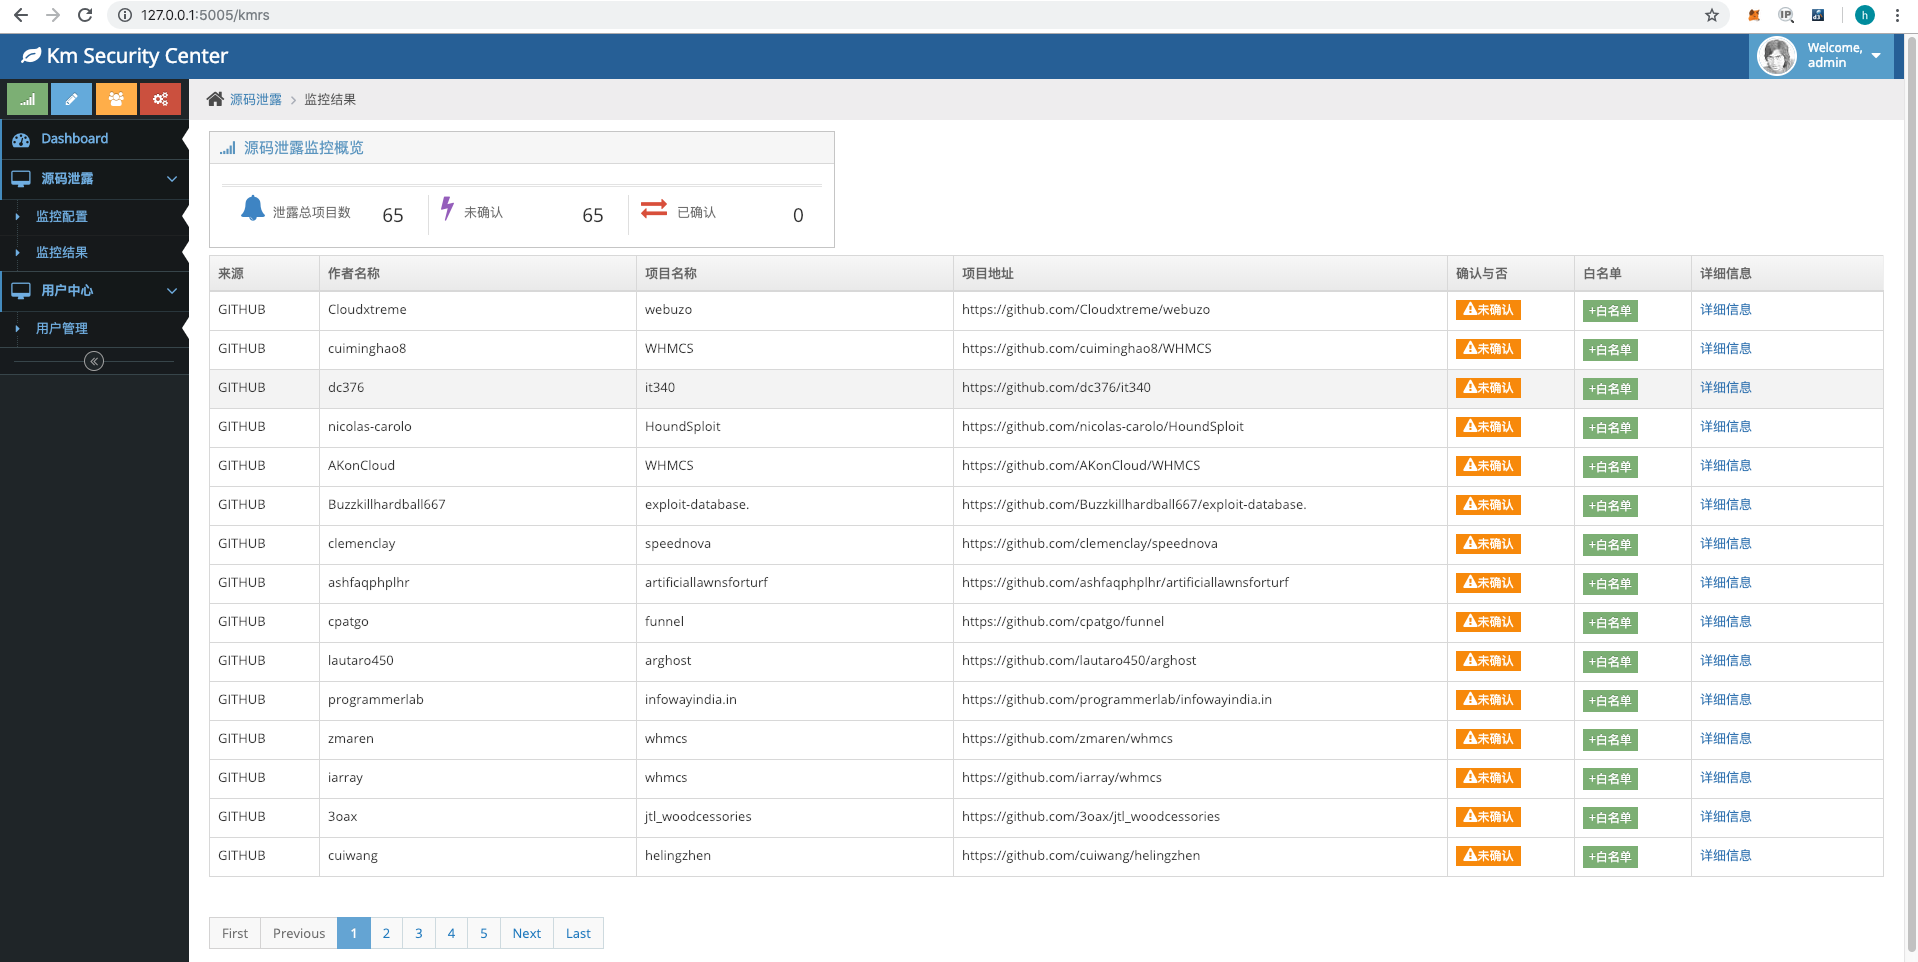 127.0.0.1:5005/kmrs
h
Km Security Center
Welcome,
admin
Dashboard
源码泄露
监控配置
监控结果
用户中心
用户管理
源码泄露 > 监控结果
源码泄露监控概览
泄露总项目数 65 未确认 65 已确认 0
来源 作者名称 项目名称 项目地址 确认与否 白名单 详细信息
GITHUB Cloudxtreme webuzo https://github.com/Cloudxtreme/webuzo 未确认 +白名单 详细信息
GITHUB cuiminghao8 WHMCS https://github.com/cuiminghao8/WHMCS 未确认 +白名单 详细信息
GITHUB dc376 it340 https://github.com/dc376/it340 未确认 +白名单 详细信息
GITHUB nicolas-carolo HoundSploit https://github.com/nicolas-carolo/HoundSploit 未确认 +白名单 详细信息
GITHUB AKonCloud WHMCS https://github.com/AKonCloud/WHMCS 未确认 +白名单 详细信息
GITHUB Buzzkillhardball667 exploit-database. https://github.com/Buzzkillhardball667/exploit-database. 未确认 +白名单 详细信息
GITHUB clemenclay speednova https://github.com/clemenclay/speednova 未确认 +白名单 详细信息
GITHUB ashfaqphplhr artificiallawnsforturf https://github.com/ashfaqphplhr/artificiallawnsforturf 未确认 +白名单 详细信息
GITHUB cpatgo funnel https://github.com/cpatgo/funnel 未确认 +白名单 详细信息
GITHUB lautaro450 arghost https://github.com/lautaro450/arghost 未确认 +白名单 详细信息
GITHUB programmerlab infowayindia.in https://github.com/programmerlab/infowayindia.in 未确认 +白名单 详细信息
GITHUB zmaren whmcs https://github.com/zmaren/whmcs 未确认 +白名单 详细信息
GITHUB iarray whmcs https://github.com/iarray/whmcs 未确认 +白名单 详细信息
GITHUB 3oax jtl_woodcessories https://github.com/3oax/jtl_woodcessories 未确认 +白名单 详细信息
GITHUB cuiwang helingzhen https://github.com/cuiwang/helingzhen 未确认 +白名单 详细信息
First Previous 1 2 3 4 5 Next Last